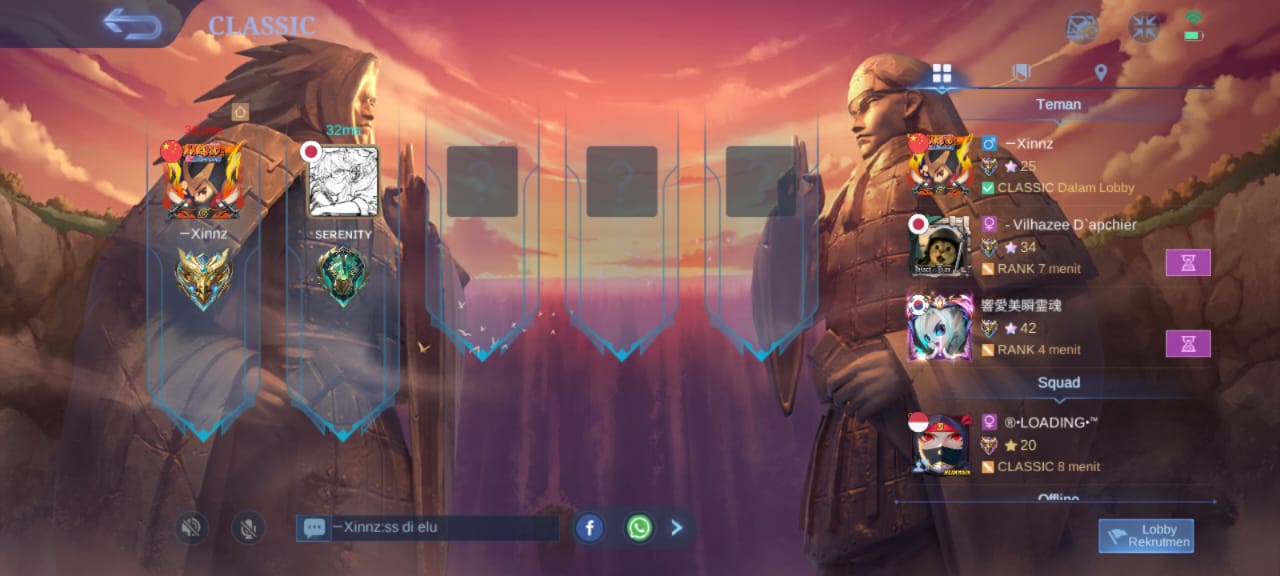 CLASSIC
Teman
32ms
─Xinnz
25
CLASSIC Dalam Lobby
─Xinnz
SERENITY
- Vilhazee D`apchier
34
RANK 7 menit
響愛美瞬霊魂
42
RANK 4 menit
Squad
®•LOADING•™
20
CLASSIC 8 menit
Offline
─Xinnz:ss di elu
Lobby
Rekrutmen